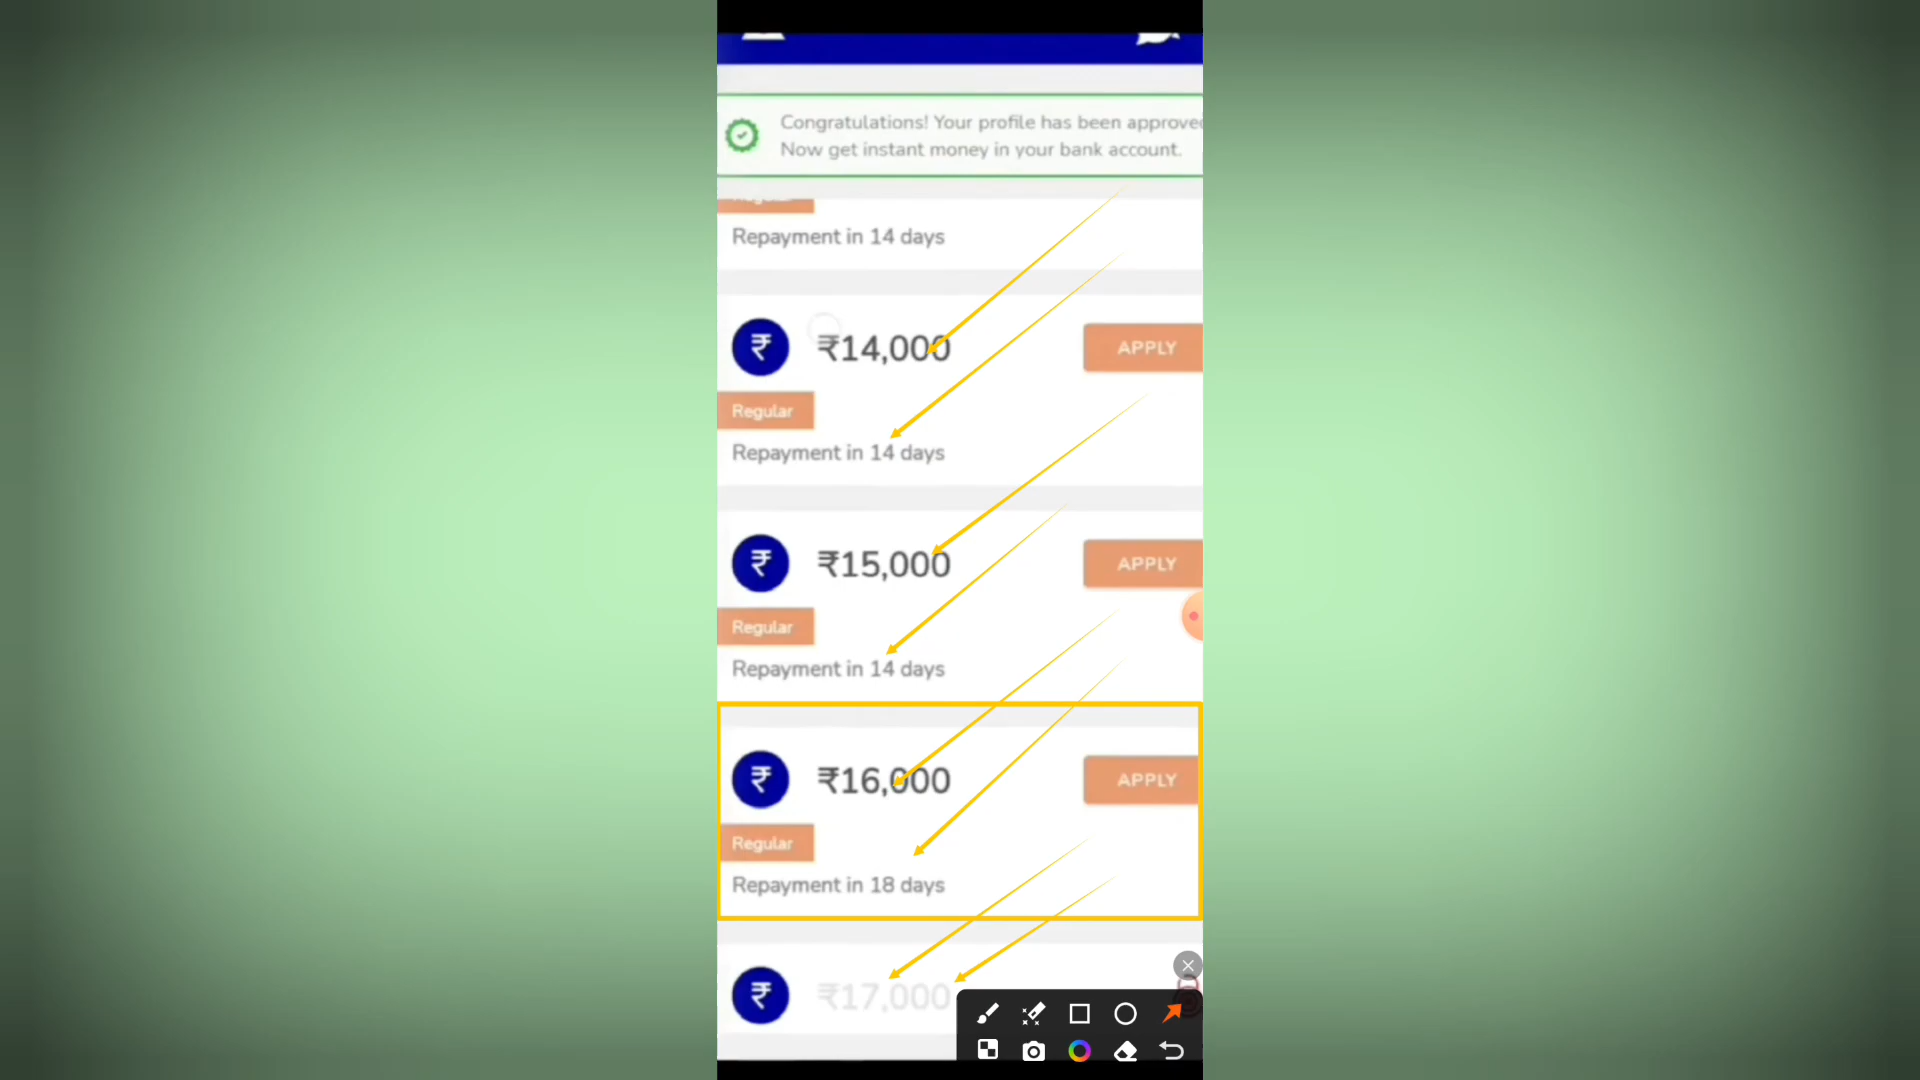 Congratulations! Your profile has been approved
Now get instant money in your bank account.
Regular
Repayment in 14 days
₹ ₹14,000 APPLY
Regular
Repayment in 14 days
₹ ₹15,000 APPLY
Regular
Repayment in 14 days
₹ ₹16,000 APPLY
Regular
Repayment in 18 days
₹ ₹17,000